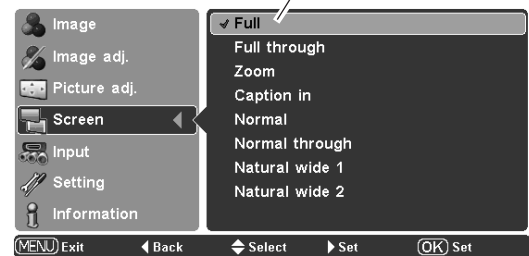 Image
Image adj.
Picture adj.
Screen
Input
Setting
Information
Full
Full through
Zoom
Caption in
Normal
Normal through
Natural wide 1
Natural wide 2
MENU Exit Back Select Set OK Set